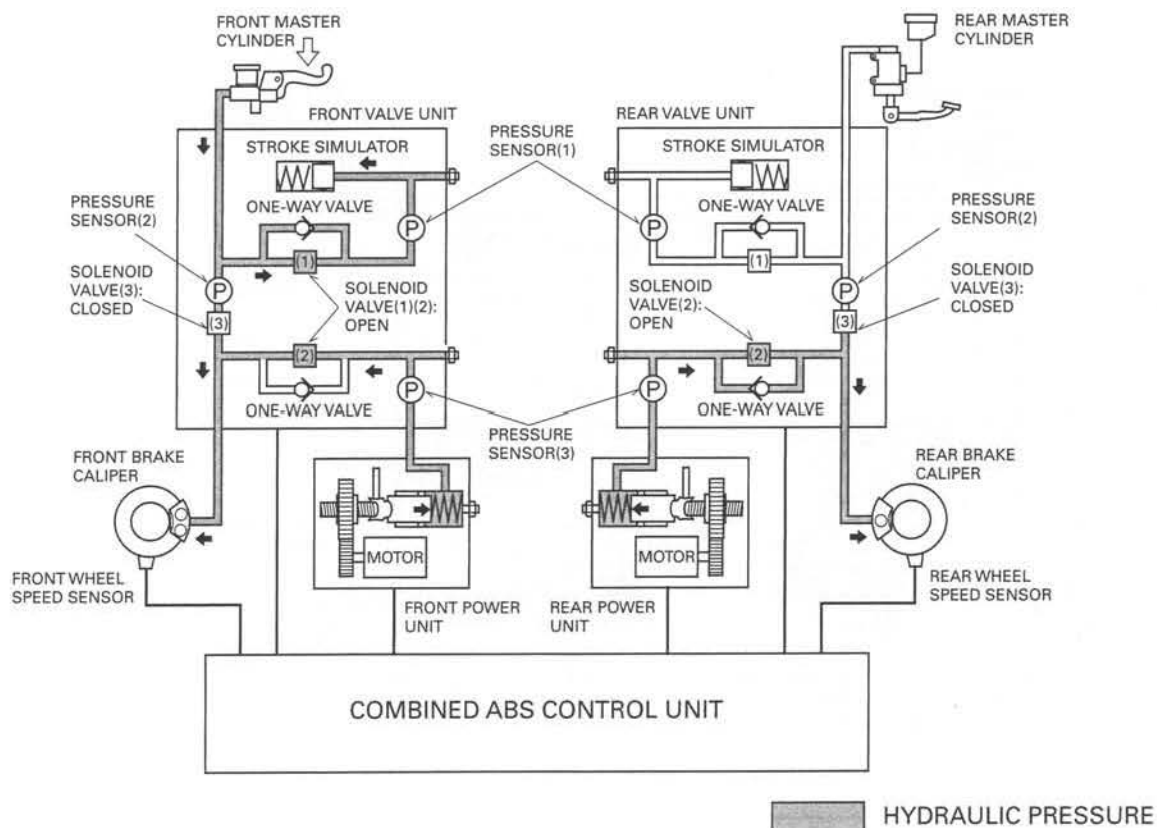 FRONT MASTER
CYLINDER
REAR MASTER
CYLINDER
FRONT VALVE UNIT
REAR VALVE UNIT
STROKE SIMULATOR
PRESSURE
SENSOR(1)
STROKE SIMULATOR
PRESSURE
SENSOR(2)
ONE-WAY VALVE
P
P
ONE-WAY VALVE
PRESSURE
SENSOR(2)
(1)
(1)
SOLENOID
VALVE(3):
CLOSED
P
SOLENOID
VALVE(1)(2):
OPEN
SOLENOID
VALVE(2):
OPEN
P
SOLENOID
VALVE(3):
CLOSED
(3)
(3)
(2)
(2)
P
P
ONE-WAY VALVE
ONE-WAY VALVE
PRESSURE
SENSOR(3)
FRONT BRAKE
CALIPER
REAR BRAKE
CALIPER
MOTOR
MOTOR
FRONT WHEEL
SPEED SENSOR
REAR WHEEL
SPEED SENSOR
FRONT POWER
UNIT
REAR POWER
UNIT
COMBINED ABS CONTROL UNIT
HYDRAULIC PRESSURE